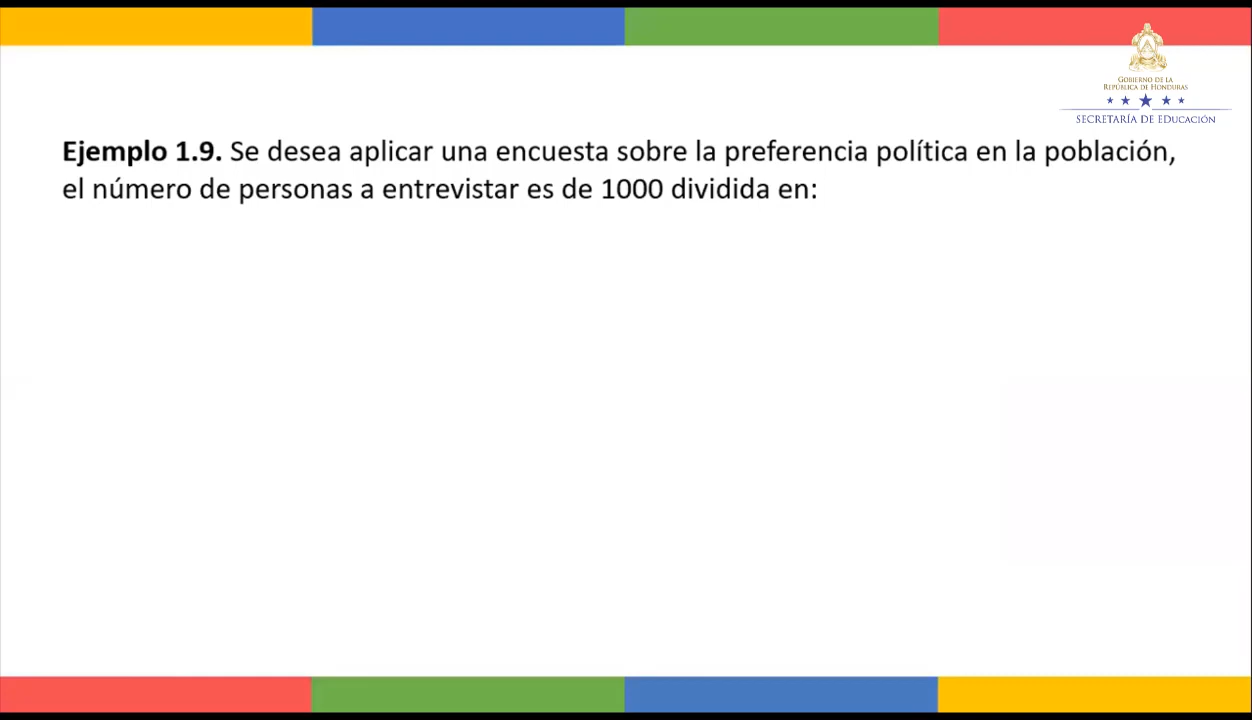 GOBIERNO DE LA
REPÚBLICA DE HONDURAS
SECRETARÍA DE EDUCACIÓN
Ejemplo 1.9. Se desea aplicar una encuesta sobre la preferencia política en la población,
el número de personas a entrevistar es de 1000 dividida en: